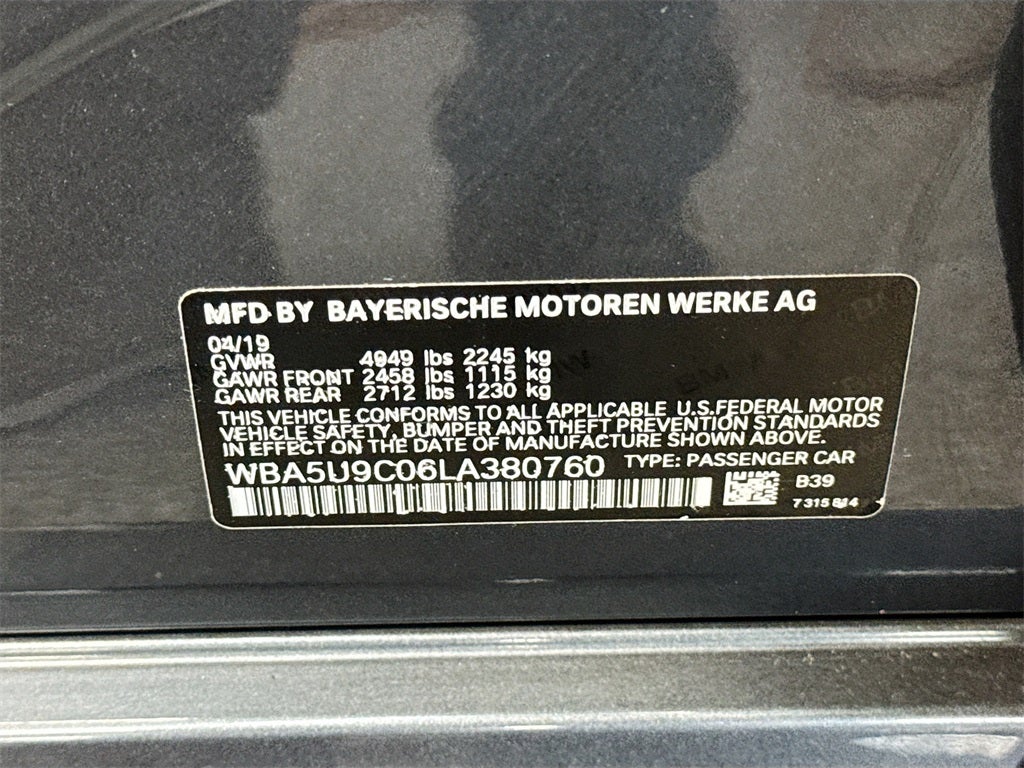 MFD BY BAYERISCHE MOTOREN WERKE AG
04/19
GVWR 4949 lbs 2245 kg
GAWR FRONT 2458 lbs 1115 kg
GAWR REAR 2712 lbs 1230 kg
THIS VEHICLE CONFORMS TO ALL APPLICABLE U.S.FEDERAL MOTOR
VEHICLE SAFETY, BUMPER AND THEFT PREVENTION STANDARDS
IN EFFECT ON THE DATE OF MANUFACTURE SHOWN ABOVE.
WBA5U9C06LA380760 TYPE: PASSENGER CAR
B39